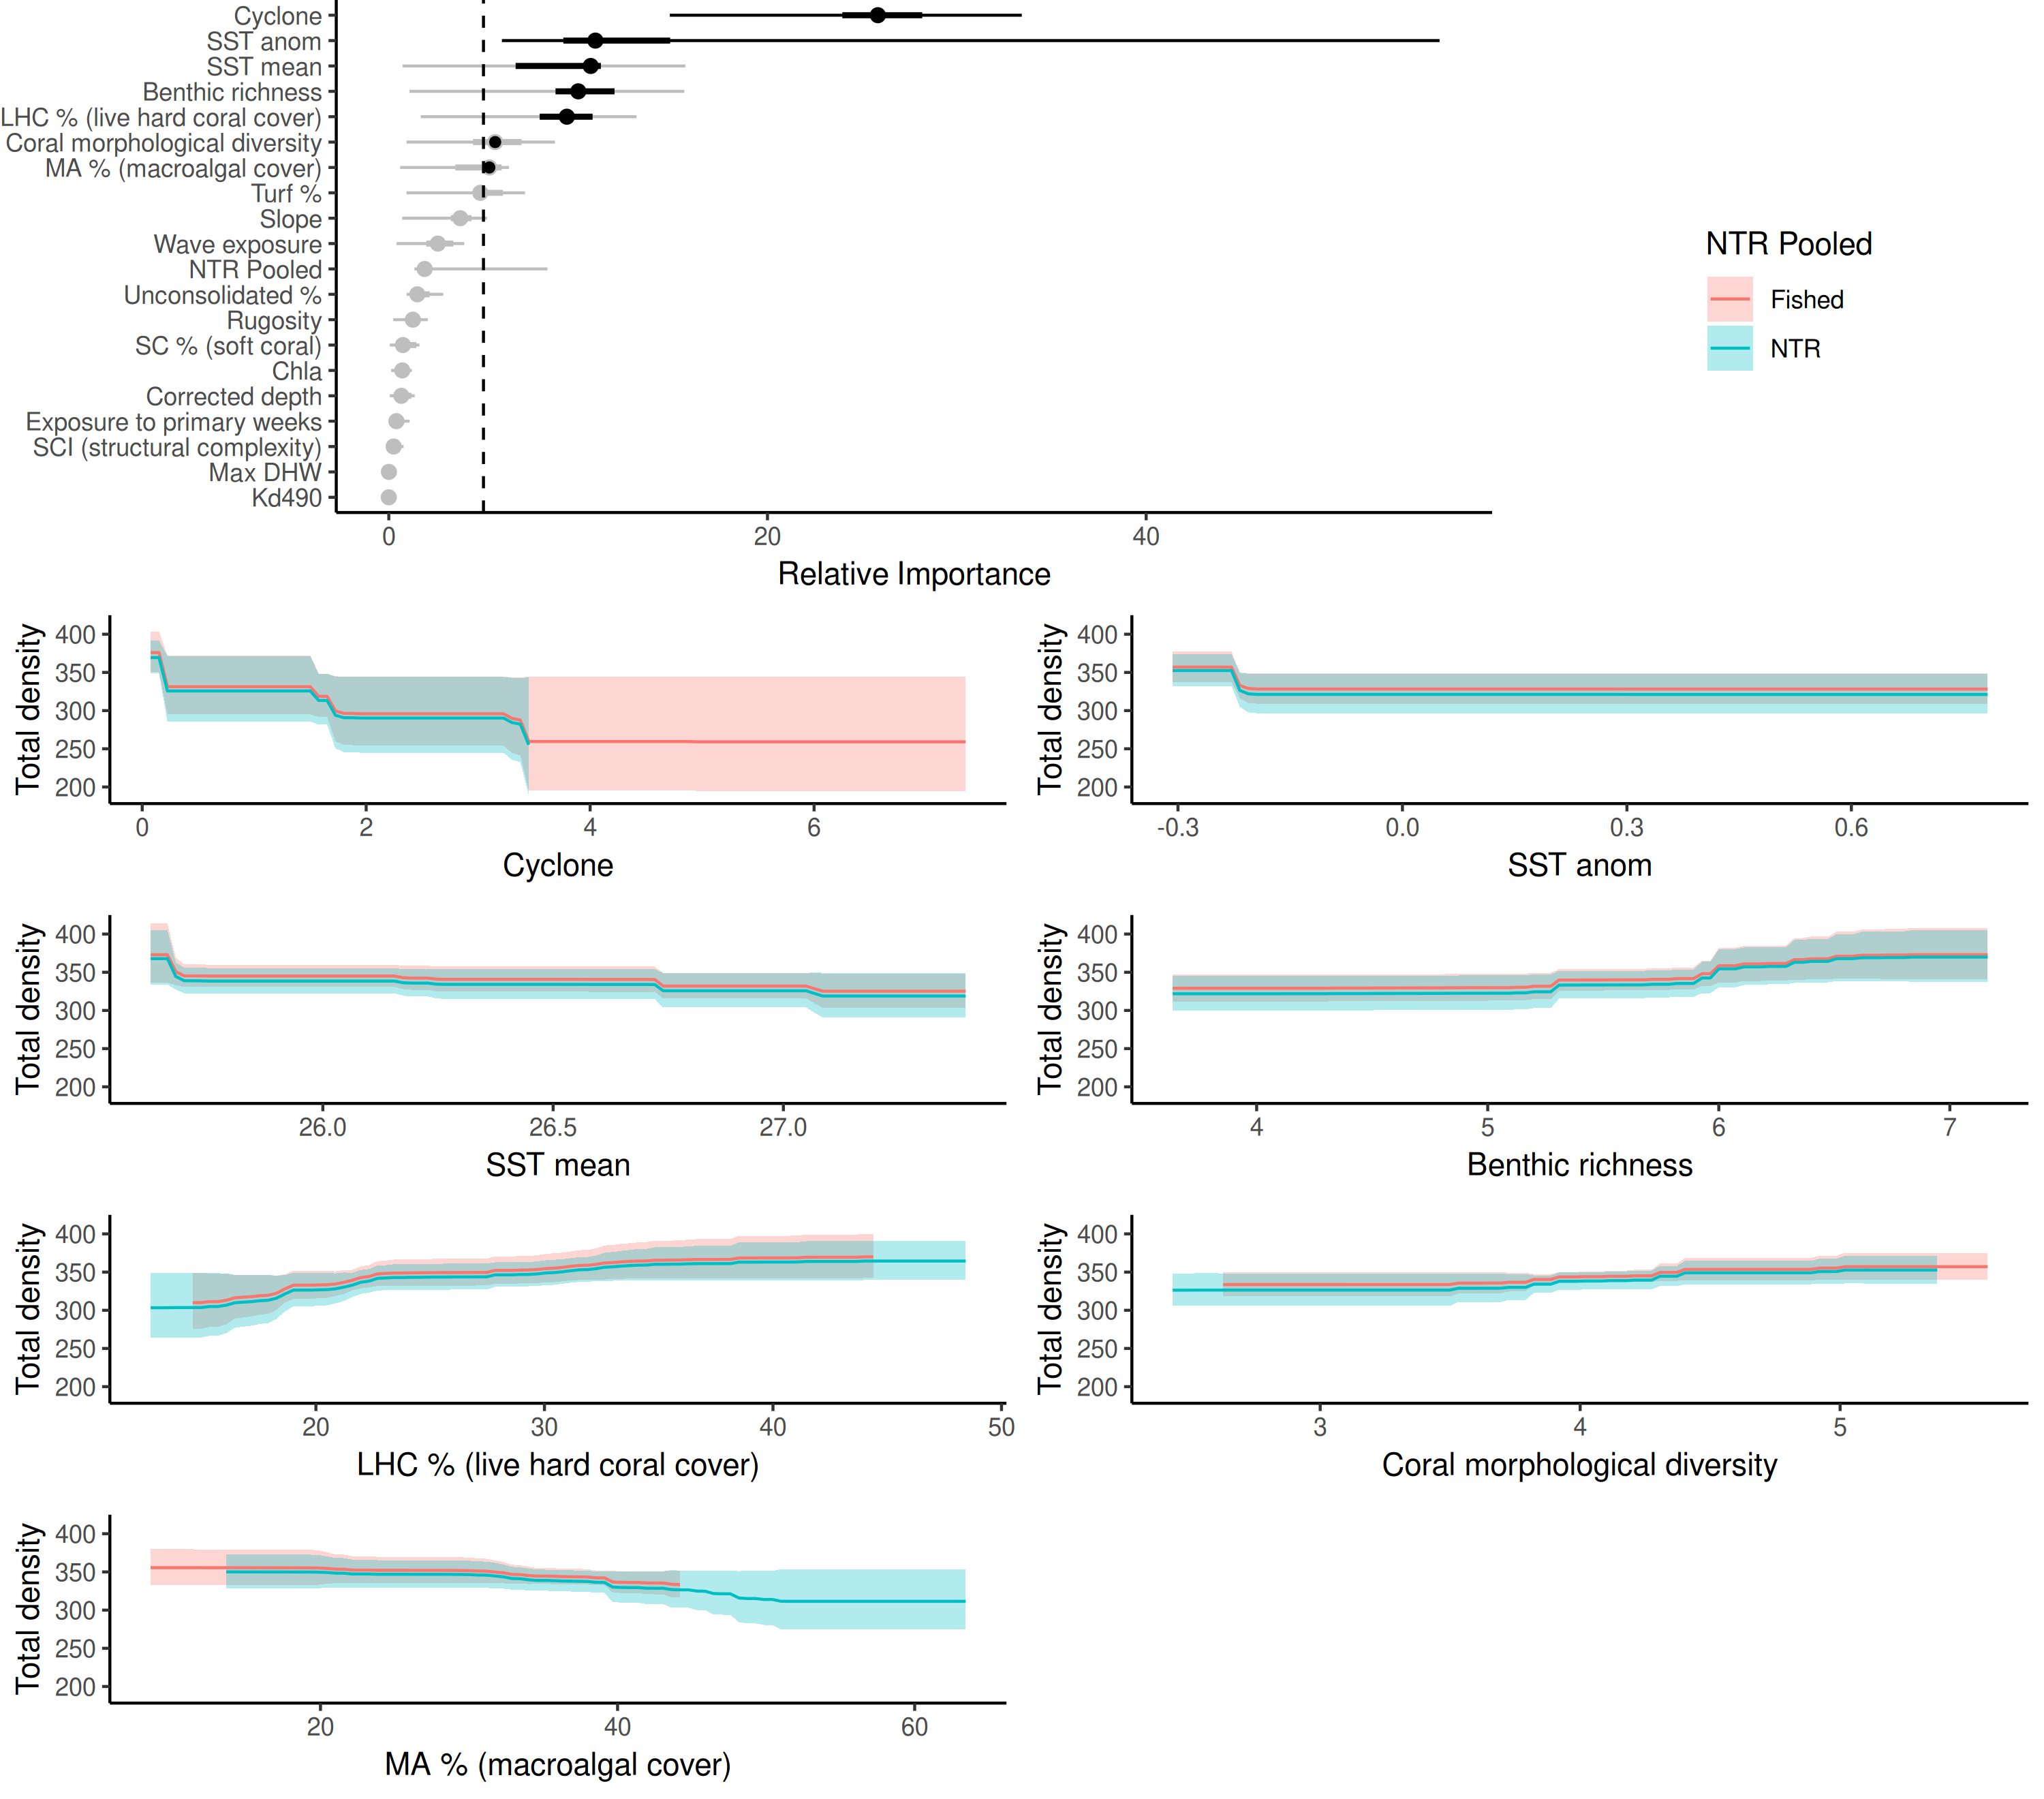 Cyclone
SST anom
SST mean
Benthic richness
LHC % (live hard coral cover)
Coral morphological diversity
MA % (macroalgal cover)
Turf %
Slope
Wave exposure
NTR Pooled
Unconsolidated %
Rugosity
SC % (soft coral)
Chla
Corrected depth
Exposure to primary weeks
SCI (structural complexity)
Max DHW
Kd490
0 20 40
Relative Importance
NTR Pooled
Fished
NTR
Total density
400
350
300
250
200
0 2 4 6
Cyclone
Total density
400
350
300
250
200
-0.3 0.0 0.3 0.6
SST anom
Total density
400
350
300
250
200
26.0 26.5 27.0
SST mean
Total density
400
350
300
250
200
4 5 6 7
Benthic richness
Total density
400
350
300
250
200
20 30 40 50
LHC % (live hard coral cover)
Total density
400
350
300
250
200
3 4 5
Coral morphological diversity
Total density
400
350
300
250
200
20 40 60
MA % (macroalgal cover)